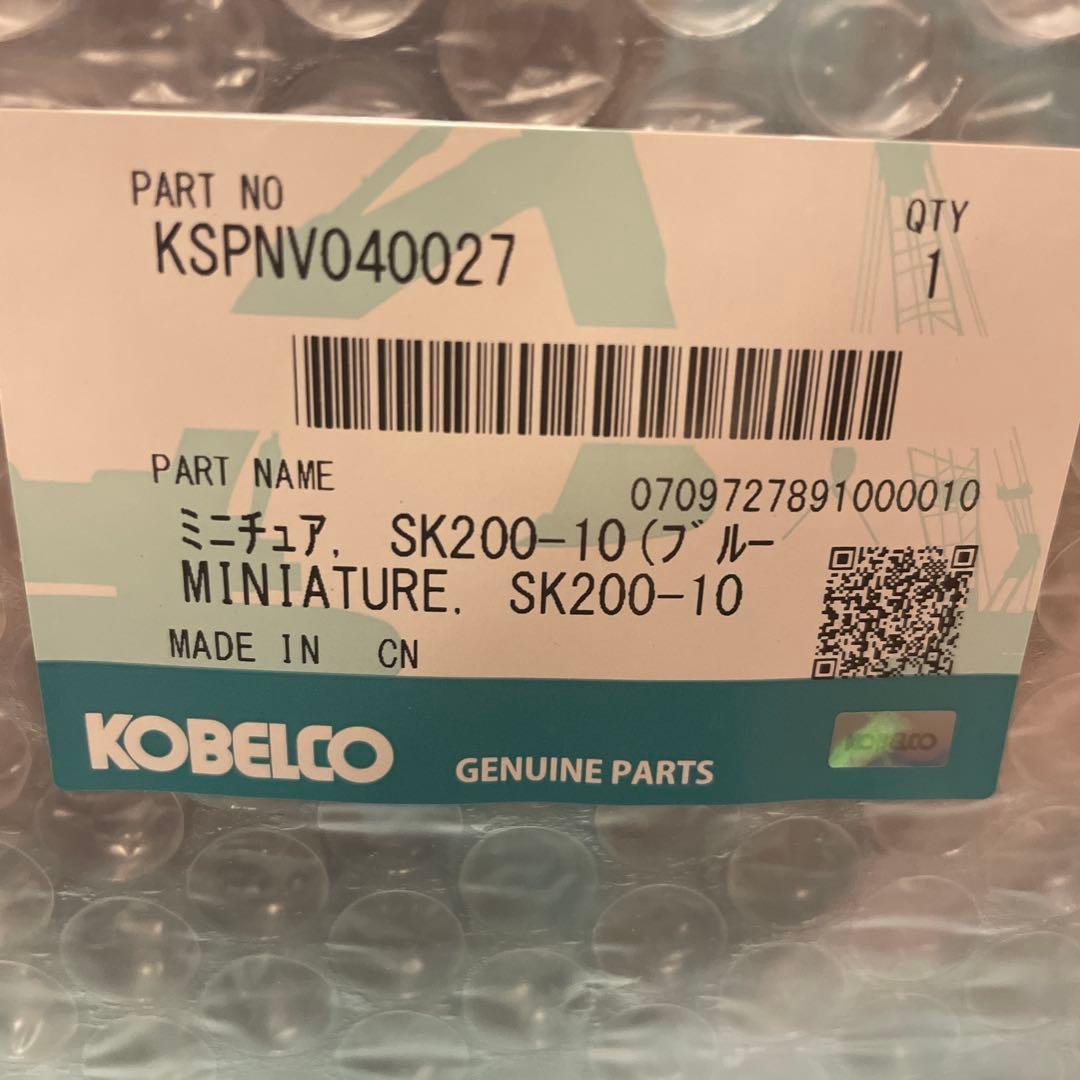 PART NO
KSPNV040027
QTY
1
PART NAME
0709727891000010
ミニチュア, SK200-10(ブルー
MINIATURE, SK200-10
MADE IN CN
KOBELCO
GENUINE PARTS
KOBELCO